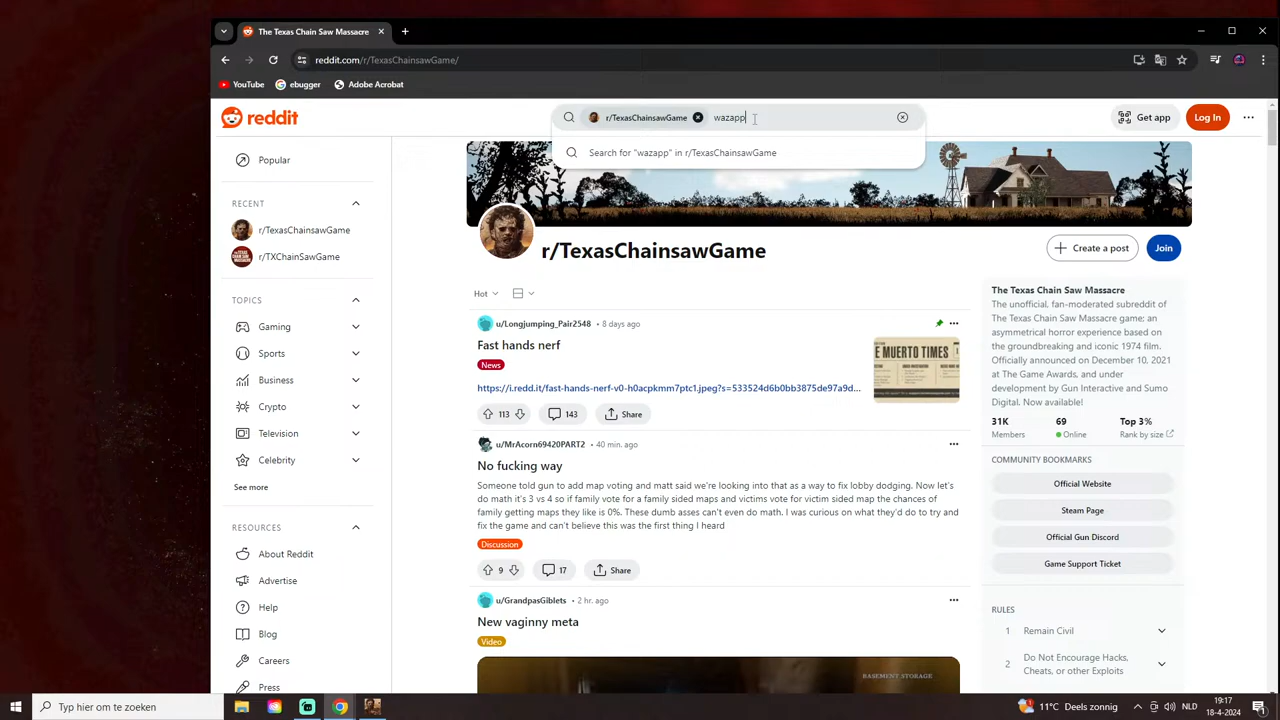 The Texas Chain Saw Massacre
reddit.com/r/TexasChainsawGame/
YouTube
ebugger
Adobe Acrobat
reddit
r/TexasChainsawGame
wazapp
Get app
Log In
Search for "wazapp" in r/TexasChainsawGame
Popular
RECENT
r/TexasChainsawGame
r/TXChainSawGame
TOPICS
Gaming
Sports
Business
Crypto
Television
Celebrity
See more
RESOURCES
About Reddit
Advertise
Help
Blog
Careers
Press
r/TexasChainsawGame
Create a post
Join
Hot
u/Longjumping_Pair2548 • 8 days ago
Fast hands nerf
News
https://i.redd.it/fast-hands-nerf-v0-h0acpkmm7ptc1.jpeg?s=533524d6b0bb3875de97a9d...
E MUERTO TIMES
113
143
Share
u/MrAcorn69420PART2 • 40 min. ago
No fucking way
Someone told gun to add map voting and matt said we're looking into that as a way to fix lobby dodging. Now let's
do math it's 3 vs 4 so if family vote for a family sided maps and victims vote for victim sided map the chances of
family getting maps they like is 0%. These dumb asses can't even do math. I was curious on what they'd do to try and
fix the game and can't believe this was the first thing I heard
Discussion
9
17
Share
u/GrandpasGiblets • 2 hr. ago
New vaginny meta
Video
BASEMENT STORAGE
The Texas Chain Saw Massacre
The unofficial, fan-moderated subreddit of
The Texas Chain Saw Massacre game; an
asymmetrical horror experience based on
the groundbreaking and iconic 1974 film.
Officially announced on December 10, 2021
at The Game Awards, and under
development by Gun Interactive and Sumo
Digital. Now available!
31K
Members
69
Online
Top 3%
Rank by size
COMMUNITY BOOKMARKS
Official Website
Steam Page
Official Gun Discord
Game Support Ticket
RULES
1 Remain Civil
2 Do Not Encourage Hacks,
Cheats, or other Exploits
Typ hier om te zoeken
11°C Deels zonnig
NLD
19:17
18-4-2024